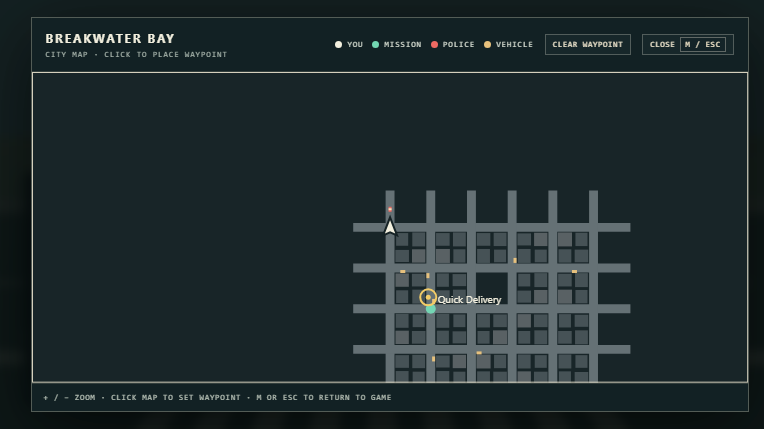 BREAKWATER BAY
CITY MAP · CLICK TO PLACE WAYPOINT
YOU MISSION POLICE VEHICLE CLEAR WAYPOINT CLOSE M / ESC
Quick Delivery
+ / − ZOOM · CLICK MAP TO SET WAYPOINT · M OR ESC TO RETURN TO GAME